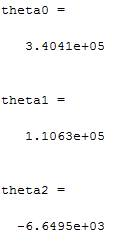 theta0 =
3.4041e+05
theta1 =
1.1063e+05
theta2 =
-6.6495e+03